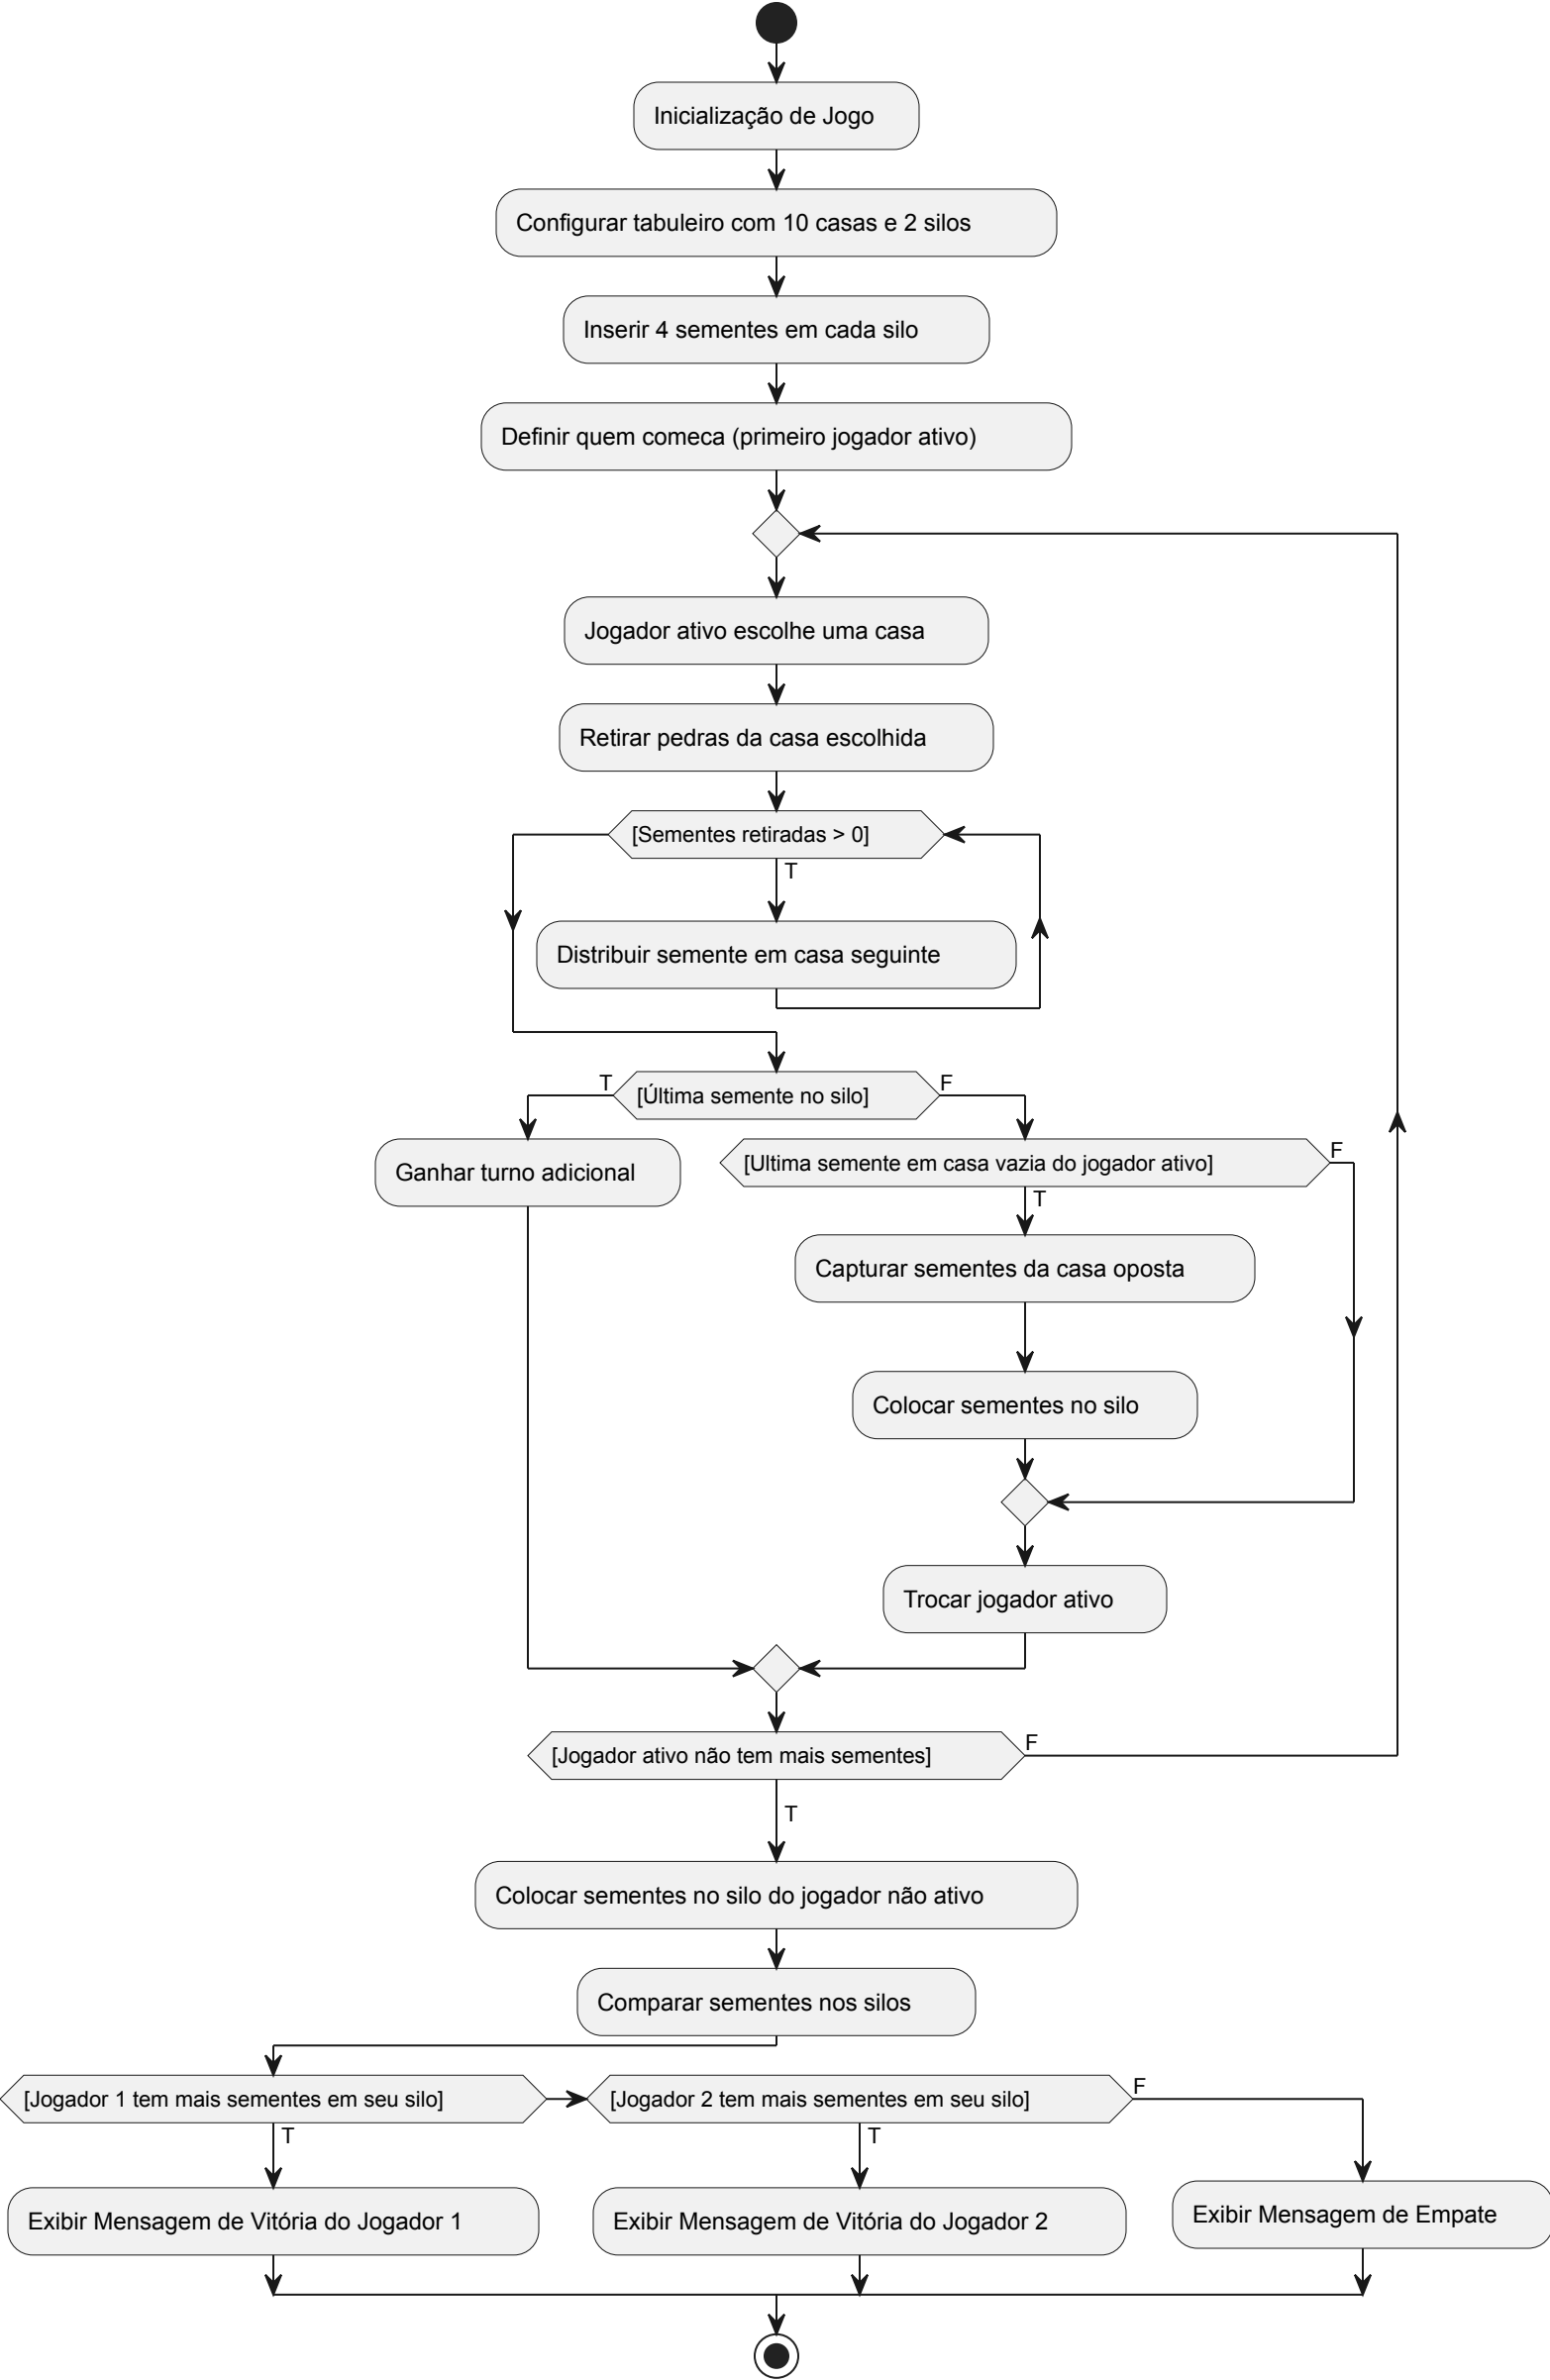 Inicialização de Jogo
Configurar tabuleiro com 10 casas e 2 silos
Inserir 4 sementes em cada silo
Definir quem comeca (primeiro jogador ativo)
Jogador ativo escolhe uma casa
Retirar pedras da casa escolhida
[Sementes retiradas > 0]
T
Distribuir semente em casa seguinte
T
[Última semente no silo]
F
Ganhar turno adicional
[Ultima semente em casa vazia do jogador ativo]
F
T
Capturar sementes da casa oposta
Colocar sementes no silo
Trocar jogador ativo
[Jogador ativo não tem mais sementes]
F
T
Colocar sementes no silo do jogador não ativo
Comparar sementes nos silos
[Jogador 1 tem mais sementes em seu silo]
[Jogador 2 tem mais sementes em seu silo]
F
T
T
Exibir Mensagem de Vitória do Jogador 1
Exibir Mensagem de Vitória do Jogador 2
Exibir Mensagem de Empate